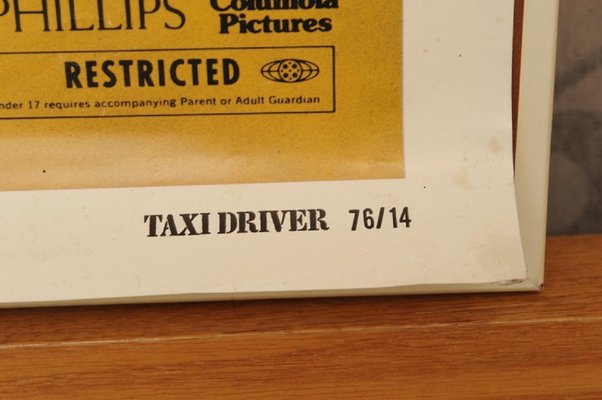 PHILLIPS
Columbia
Pictures
RESTRICTED
nder 17 requires accompanying Parent or Adult Guardian
TAXI DRIVER 76/14